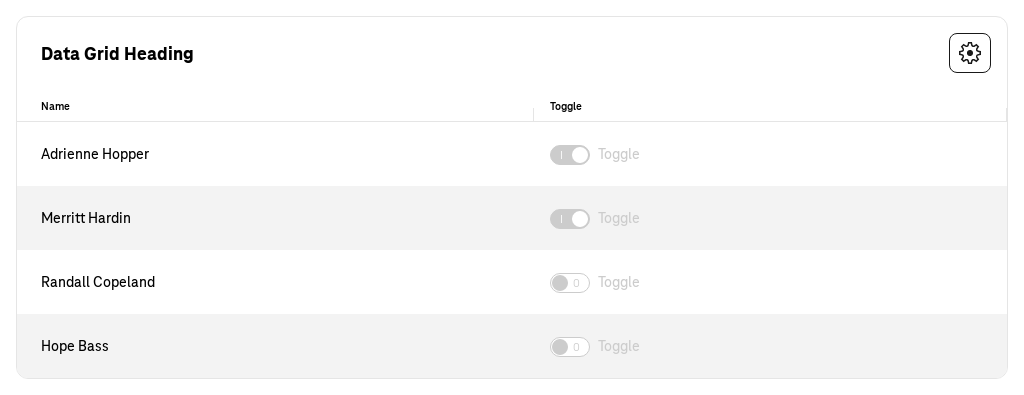 Data Grid Heading
Name Toggle
Adrienne Hopper I Toggle
Merritt Hardin I Toggle
Randall Copeland 0 Toggle
Hope Bass 0 Toggle